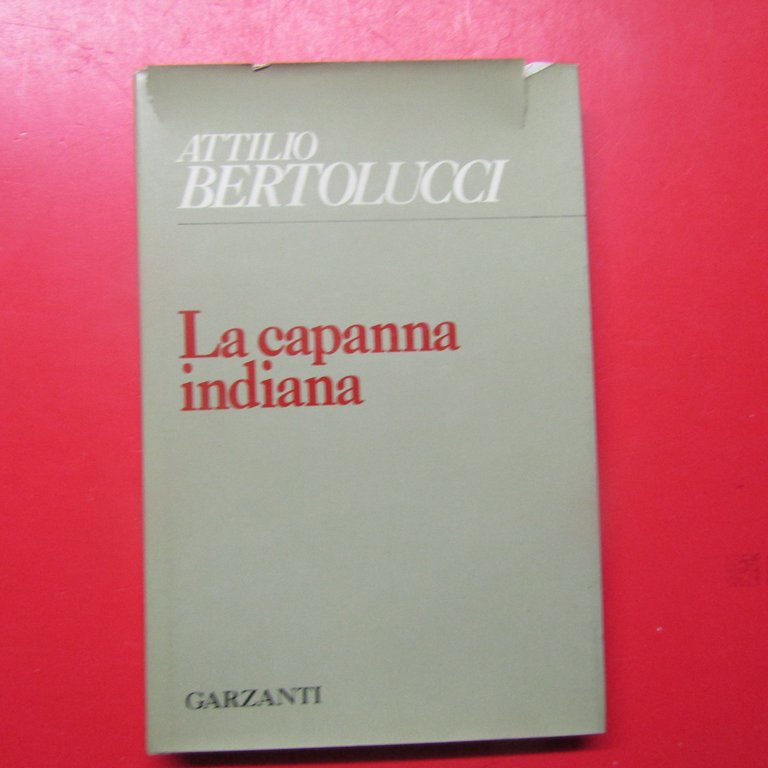 ATTILIO
BERTOLUCCI
La capanna
indiana
GARZANTI